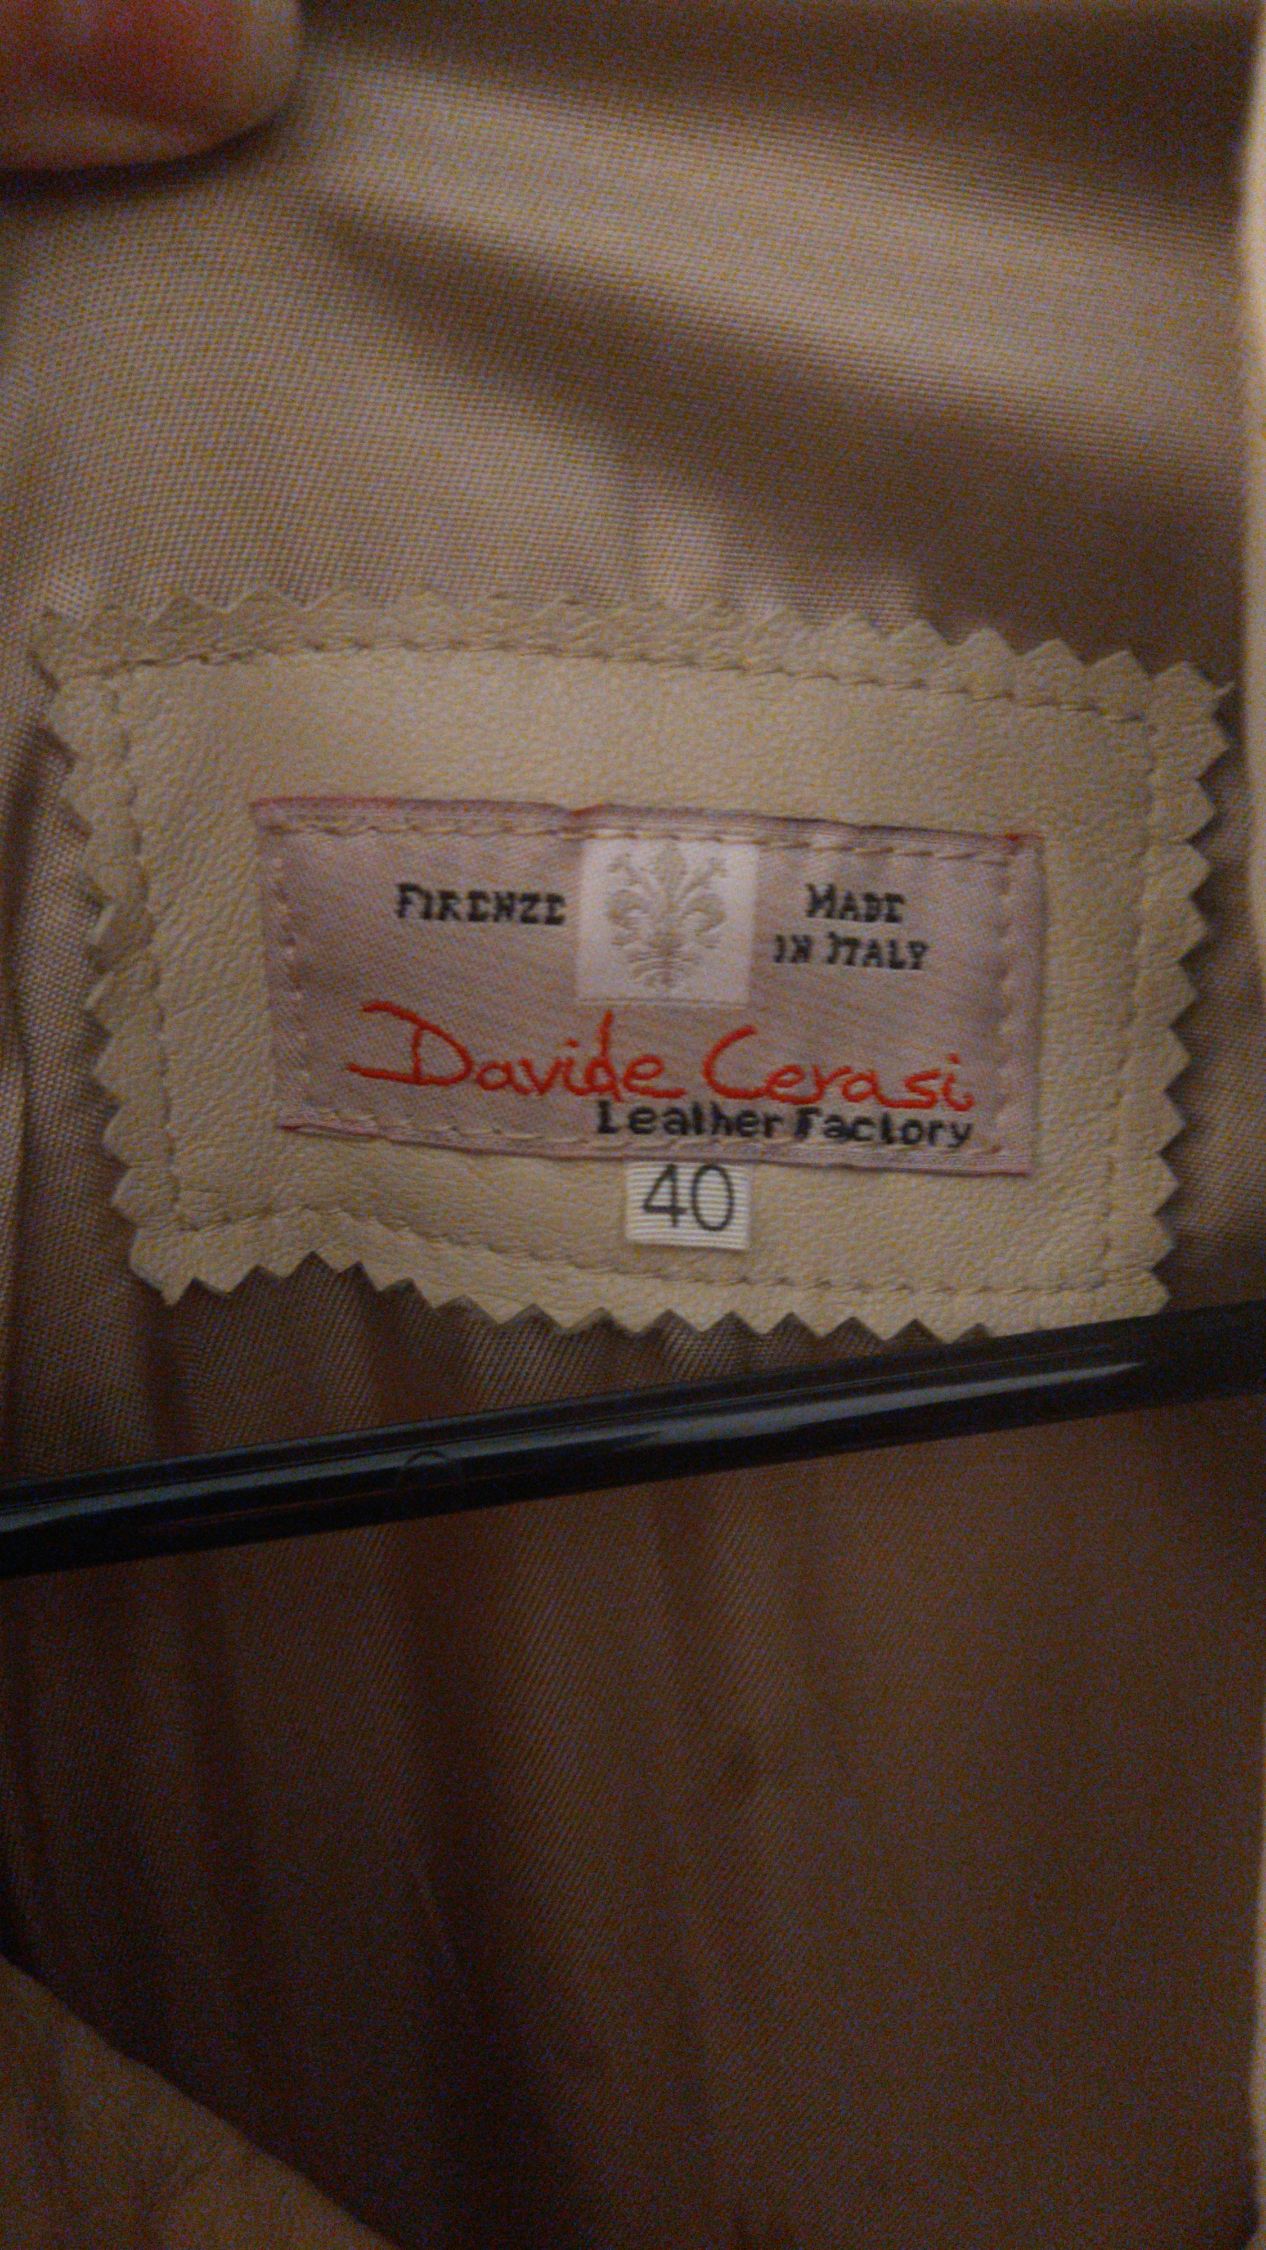 FIRENZE
MADE
IN ITALY
Davide Cerasi
Leather Factory
40